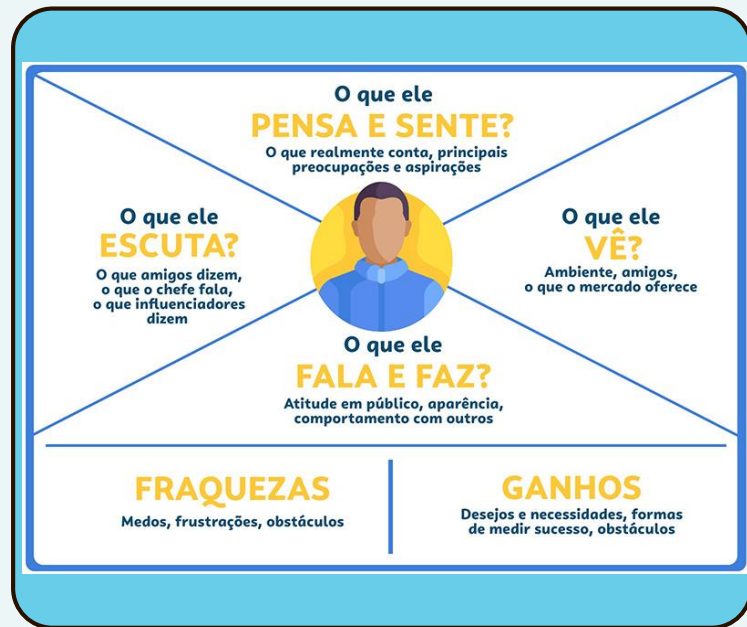 O que ele
PENSA E SENTE?
O que realmente conta, principais
preocupações e aspirações
O que ele
ESCUTA?
O que amigos dizem,
o que o chefe fala,
o que influenciadores
dizem
O que ele
VÊ?
Ambiente, amigos,
o que o mercado oferece
O que ele
FALA E FAZ?
Atitude em público, aparência,
comportamento com outros
FRAQUEZAS
Medos, frustrações, obstáculos
GANHOS
Desejos e necessidades, formas
de medir sucesso, obstáculos